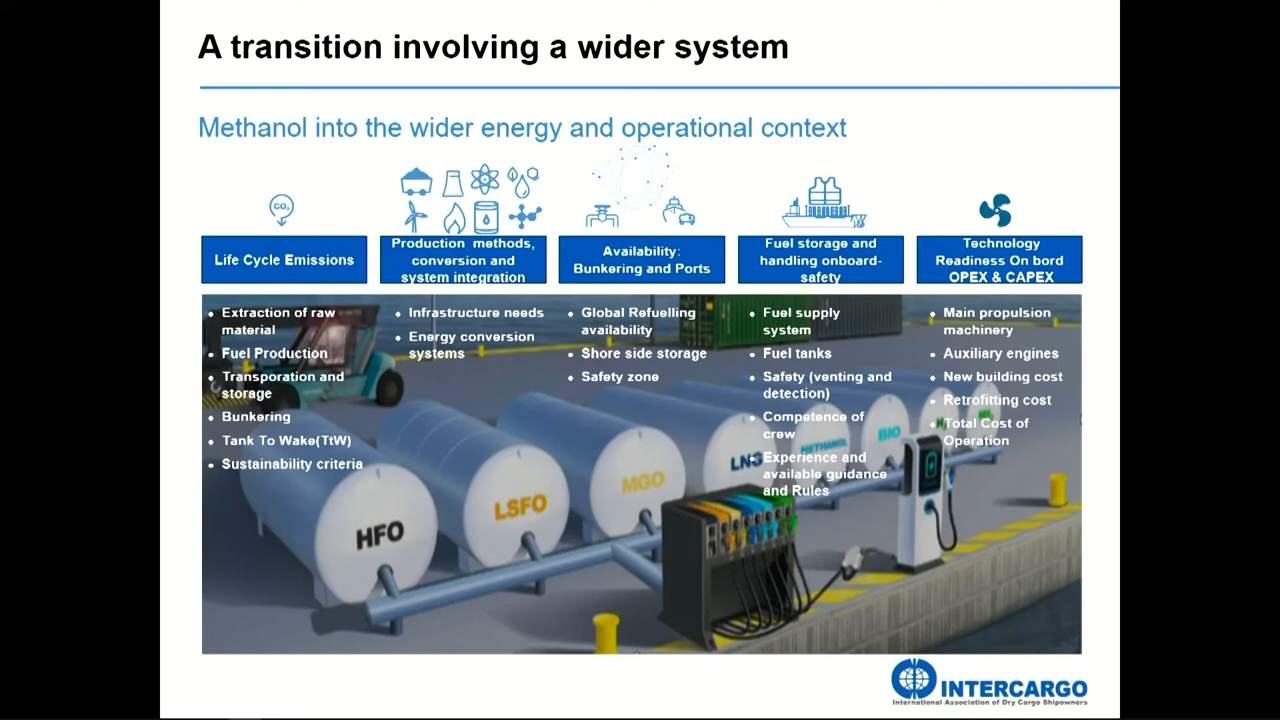 A transition involving a wider system
Methanol into the wider energy and operational context
CO₂
Life Cycle Emissions
Production methods,
conversion and
system integration
Availability:
Bunkering and Ports
Fuel storage and
handling onboard-
safety
Technology
Readiness On bord
OPEX & CAPEX
• Extraction of raw
material
• Fuel Production
• Transporation and
storage
• Bunkering
• Tank To Wake(TtW)
• Sustainability criteria
• Infrastructure needs
• Energy conversion
systems
• Global Refuelling
availability
• Shore side storage
• Safety zone
• Fuel supply
system
• Fuel tanks
• Safety (venting and
detection)
• Competence of
crew
• Experience and
available guidance
and Rules
• Main propulsion
machinery
• Auxiliary engines
• New building cost
• Retrofitting cost
• Total Cost of
Operation
HFO
LSFO
MGO
LNG
METHANOL
BIO
INTERCARGO
International Association of Dry Cargo Shipowners